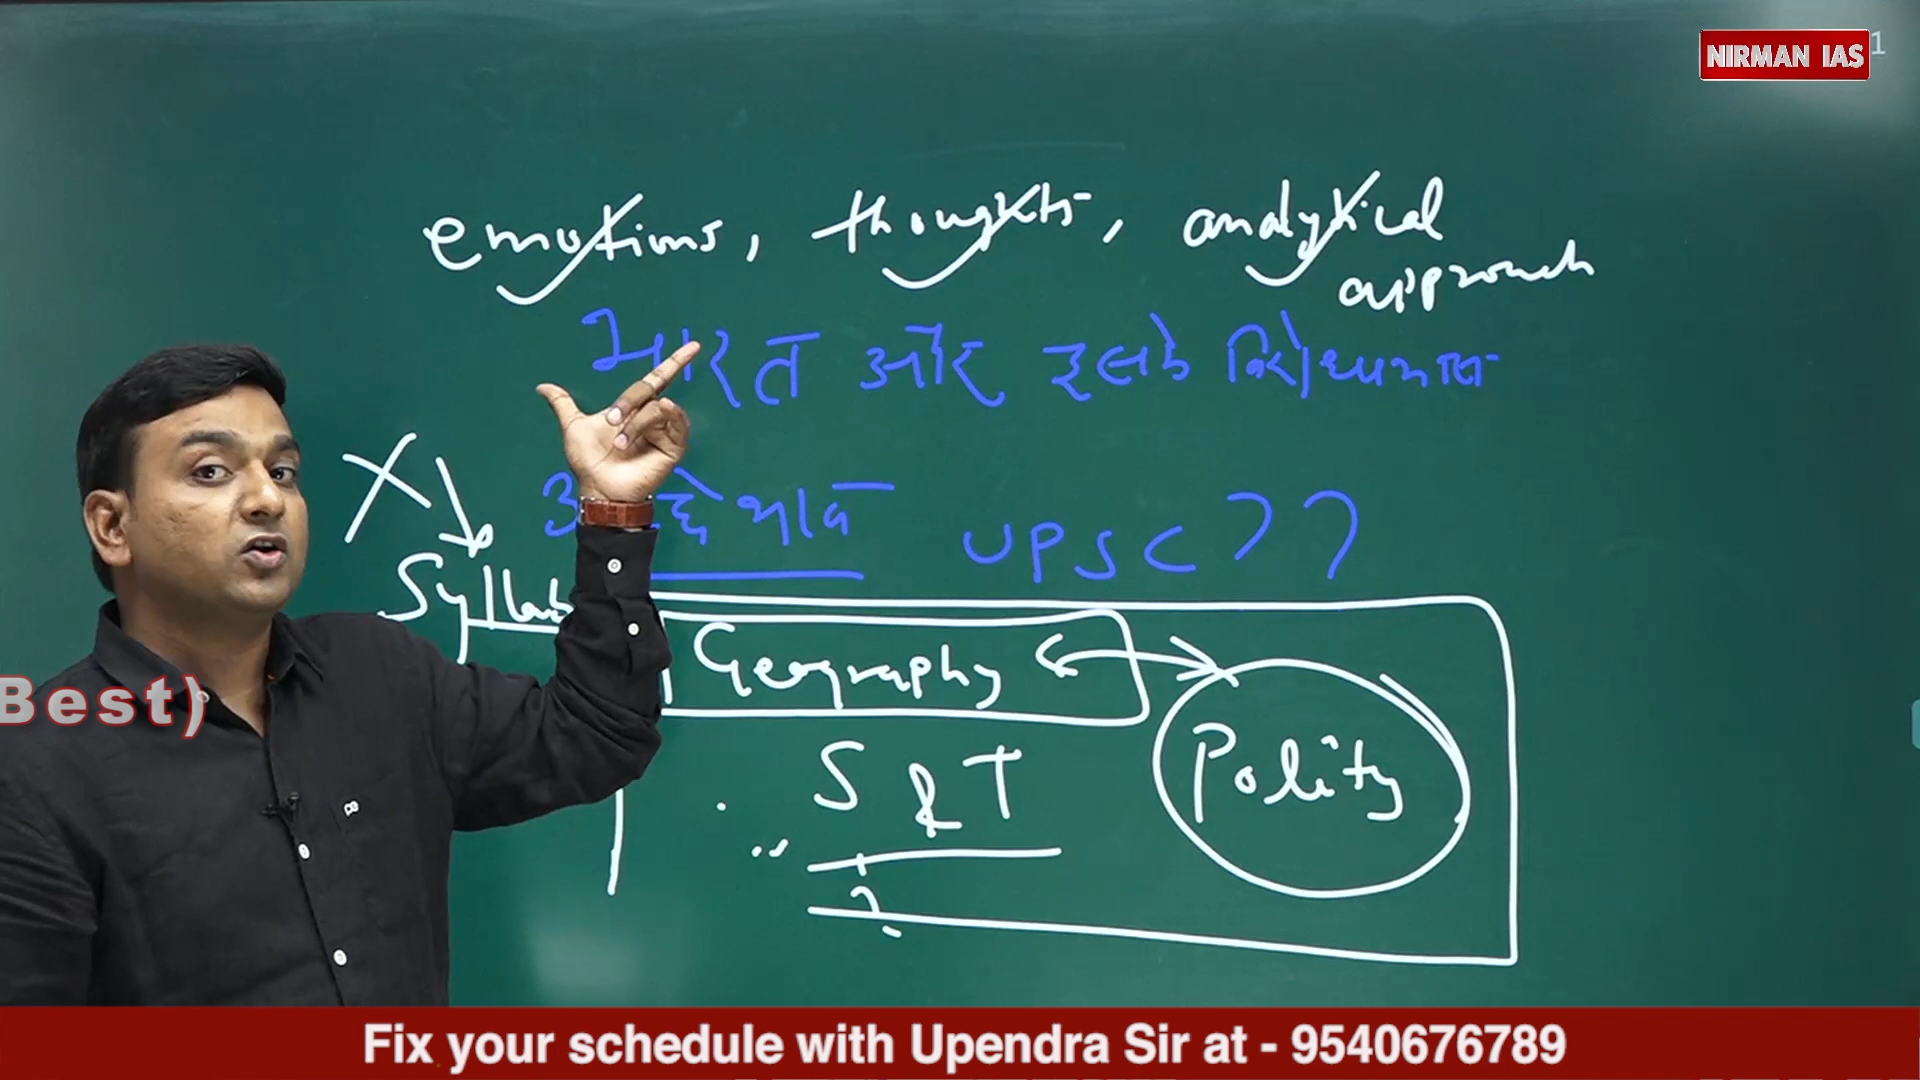 NIRMAN IAS
1
emotions, thoughts, analytical
approach
भारत और इसके विरोधाभास
UPSC ??
Geography
Polity
S & T
?
Best)
Fix your schedule with Upendra Sir at - 9540676789